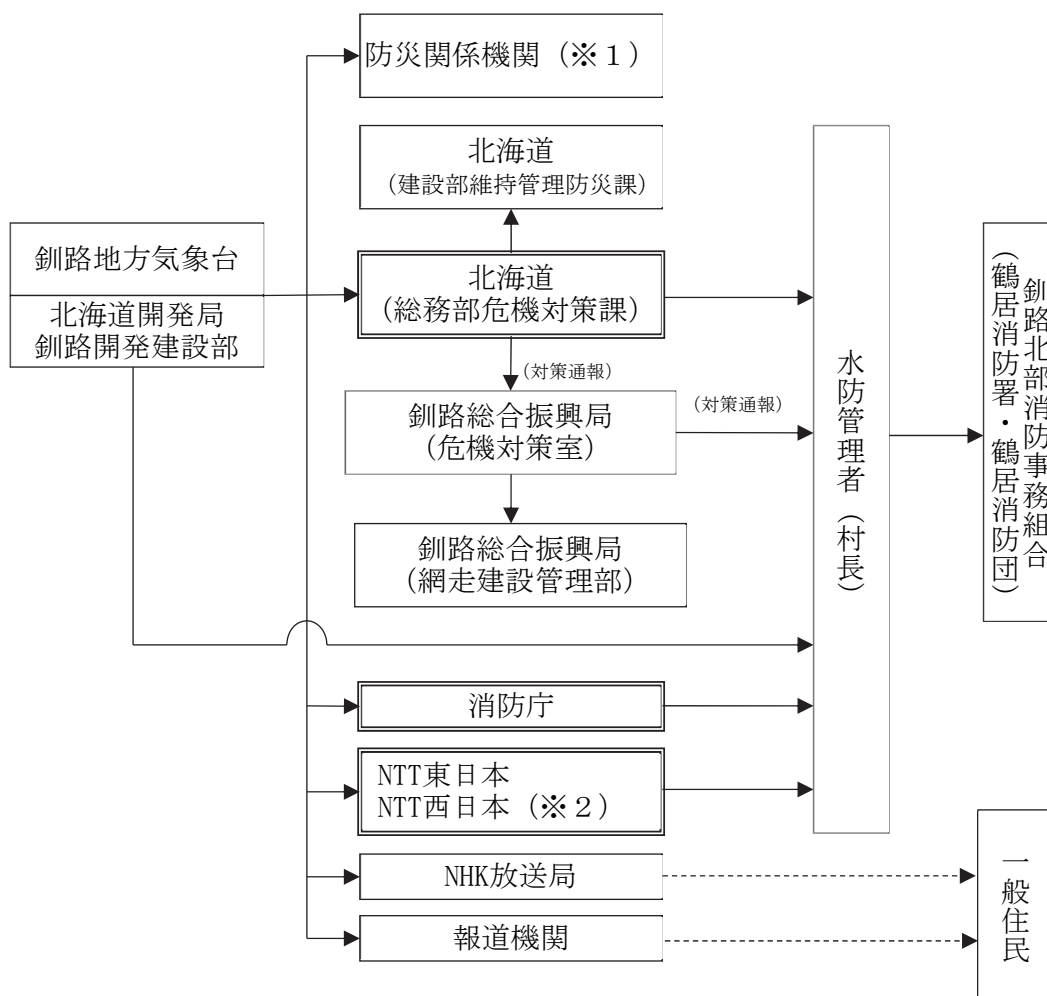 防災関係機関（※１）
北海道
（建設部維持管理防災課）
釧路地方気象台
北海道開発局
釧路開発建設部
北海道
（総務部危機対策課）
（対策通報）
釧路総合振興局
（危機対策室）
（対策通報）
釧路総合振興局
（網走建設管理部）
水防管理者（村長）
釧路北部消防事務組合
（鶴居消防署・鶴居消防団）
消防庁
NTT東日本
NTT西日本（※２）
NHK放送局
報道機関
一般住民